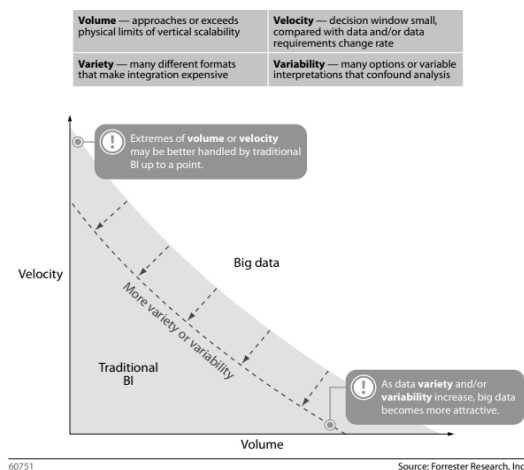 Volume — approaches or exceeds
physical limits of vertical scalability
Velocity — decision window small,
compared with data and/or data
requirements change rate
Variety — many different formats
that make integration expensive
Variability — many options or variable
interpretations that confound analysis
Extremes of volume or velocity
may be better handled by traditional
BI up to a point.
Big data
Velocity
More variety or variability
Traditional
BI
As data variety and/or
variability increase, big data
becomes more attractive.
Volume
60751
Source: Forrester Research, Inc